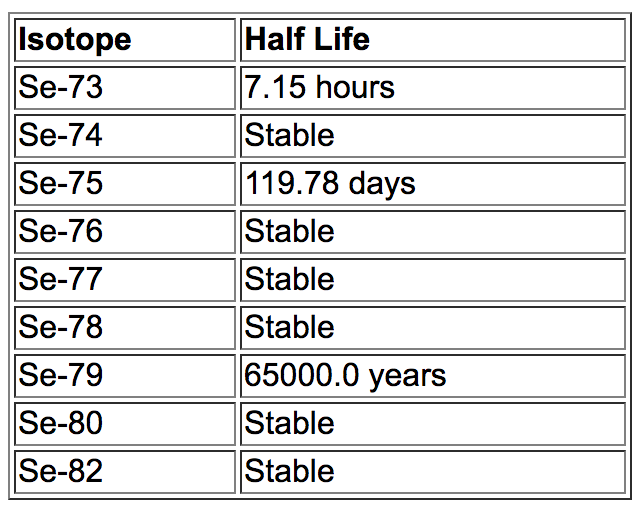 Isotope Half Life
Se-73 7.15 hours
Se-74 Stable
Se-75 119.78 days
Se-76 Stable
Se-77 Stable
Se-78 Stable
Se-79 65000.0 years
Se-80 Stable
Se-82 Stable